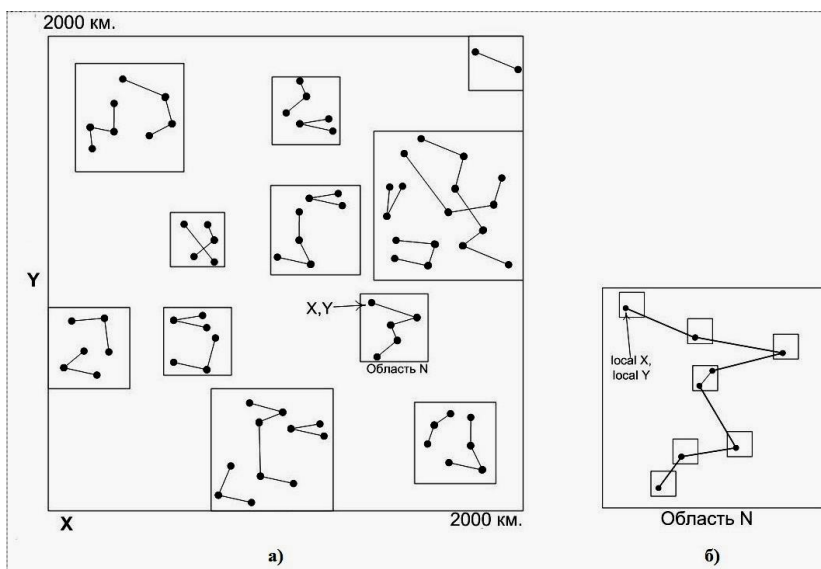 2000 км.
Y
X,Y
Область N
X
2000 км.
а)
local X,
local Y
Область N
б)